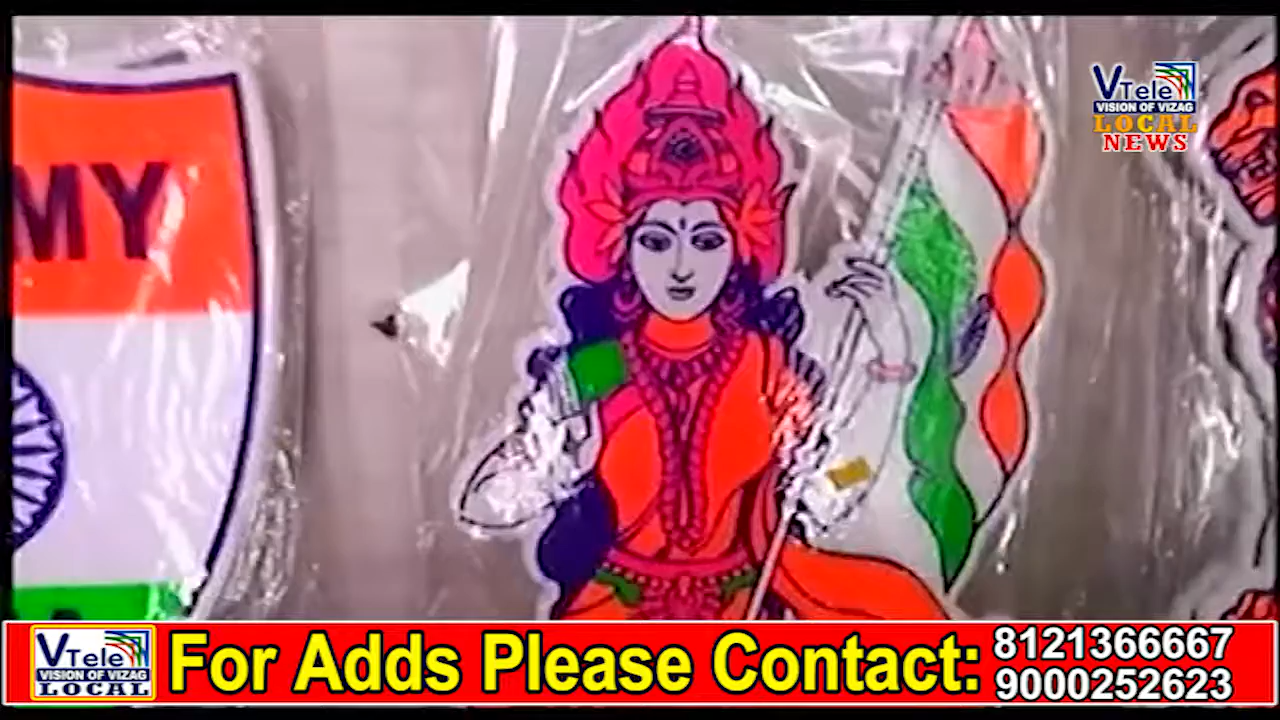 MY
VTele
VISION OF VIZAG
LOCAL
NEWS
VTele
VISION OF VIZAG
LOCAL
For Adds Please Contact:
8121366667
9000252623